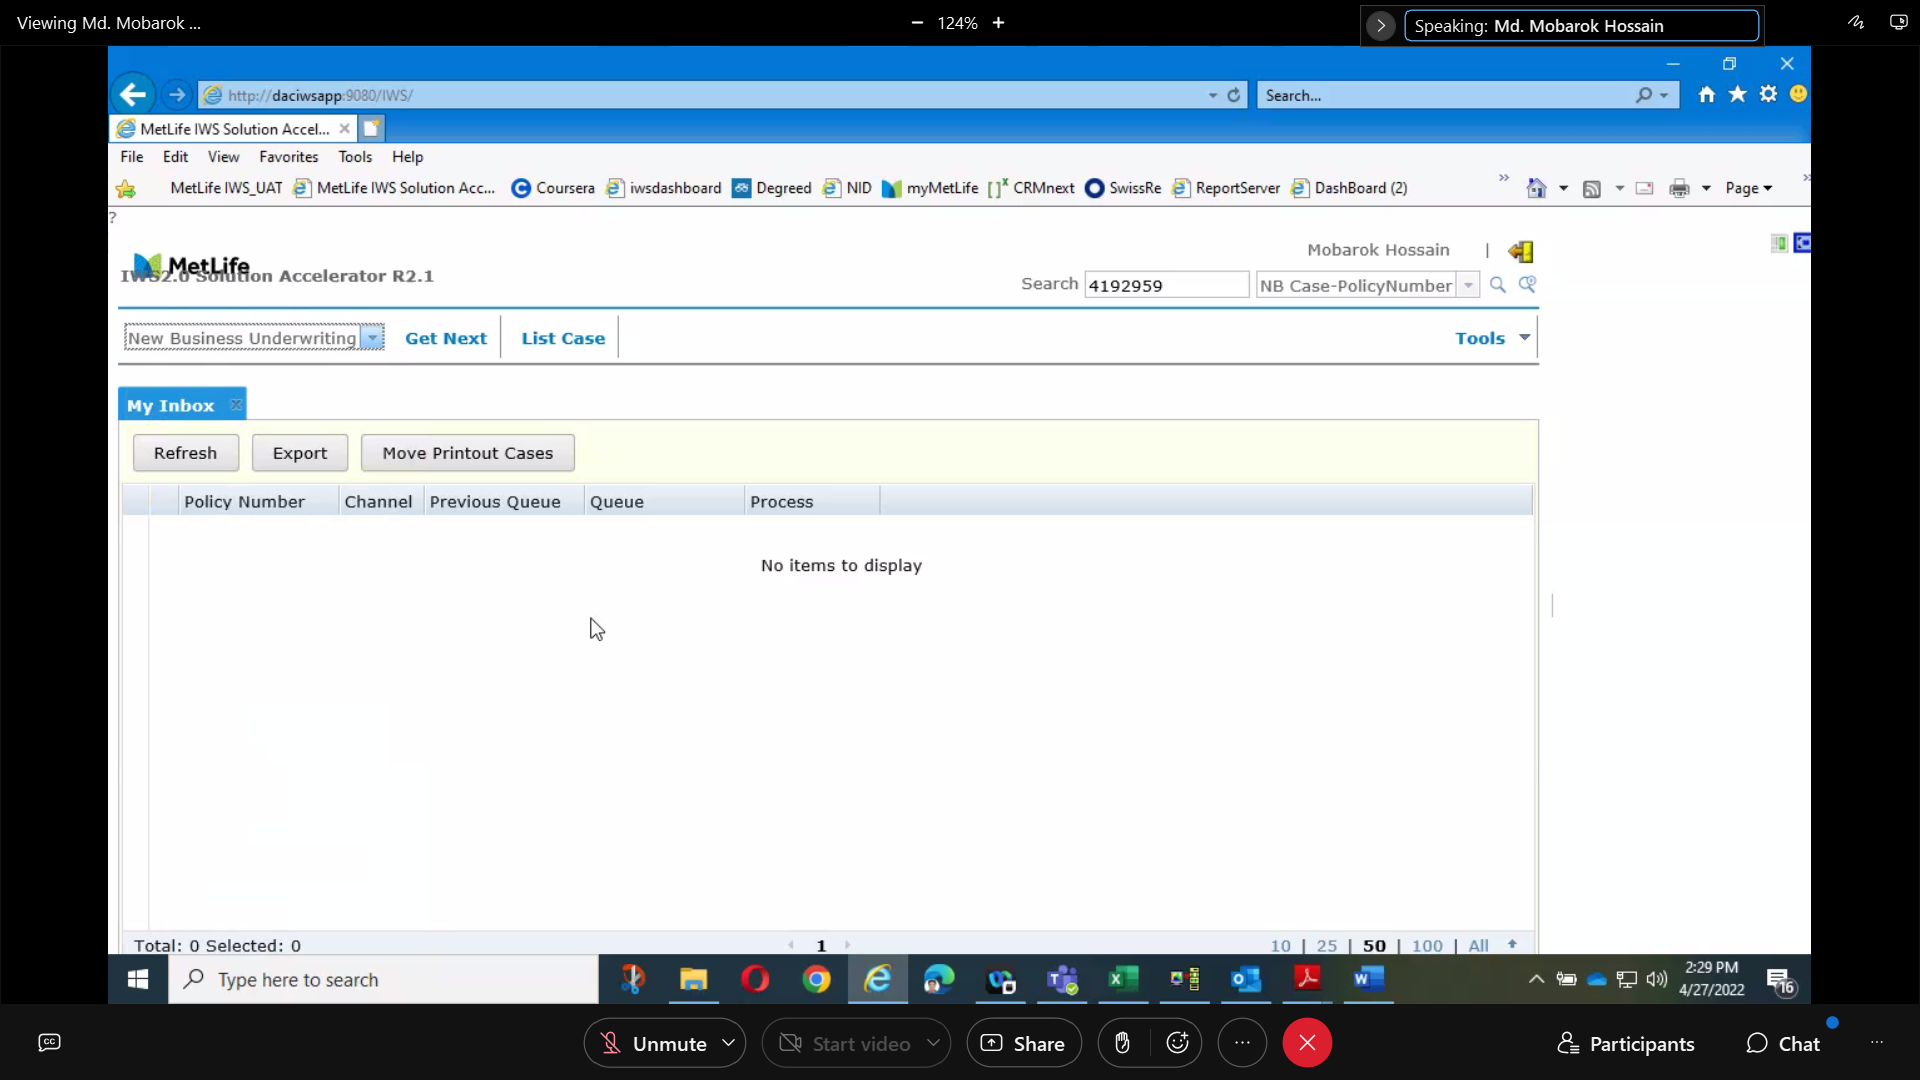 Viewing Md. Mobarok ...
124%
Speaking: Md. Mobarok Hossain
http://daciwsapp:9080/IWS/
Search...
MetLife IWS Solution Accel...
File Edit View Favorites Tools Help
MetLife IWS_UAT MetLife IWS Solution Acc... Coursera iwsdashboard Degreed NID myMetLife CRMnext SwissRe ReportServer DashBoard (2) Page
?
MetLife
IWS2.0 Solution Accelerator R2.1
Mobarok Hossain |
Search 4192959 NB Case-PolicyNumber
New Business Underwriting Get Next List Case Tools
My Inbox
Refresh Export Move Printout Cases
Policy Number Channel Previous Queue Queue Process
No items to display
Total: 0 Selected: 0 1 10 | 25 | 50 | 100 | All
Type here to search
2:29 PM
4/27/2022
16
Unmute Start video Share Participants Chat